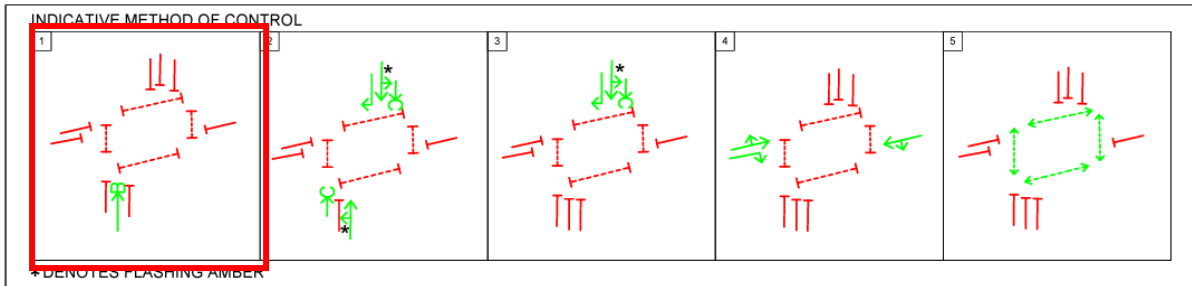 INDICATIVE METHOD OF CONTROL
1 2 3 4 5
* *
C C
B C
*
* DENOTES FLASHING AMBER